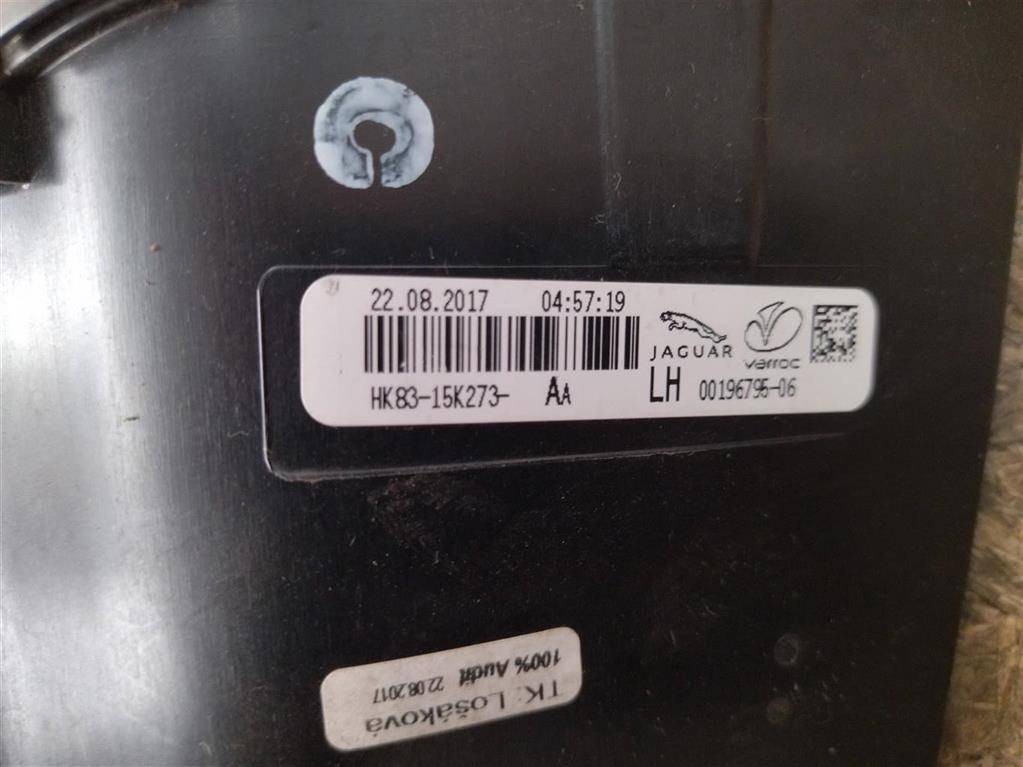 22.08.2017 04:57:19
JAGUAR varroc
HK83-15K273- AA LH 00196795-06
TK: Lošáková
100% Audit 22.08.2017